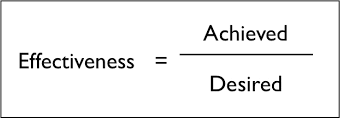 Achieved
Effectiveness =
Desired